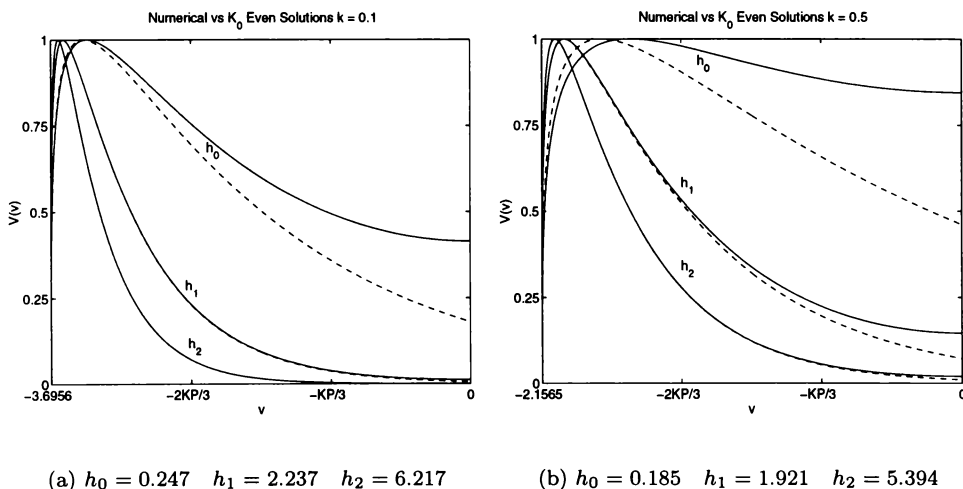 Numerical vs K₀ Even Solutions k = 0.1
1
0.75
0.5
0.25
0
V(v)
h₀
h₁
h₂
−3.6956
−2KP/3
−KP/3
0
v
Numerical vs K₀ Even Solutions k = 0.5
1
0.75
0.5
0.25
0
V(v)
h₀
h₁
h₂
−2.1565
−2KP/3
−KP/3
0
v
(a) h₀ = 0.247 h₁ = 2.237 h₂ = 6.217
(b) h₀ = 0.185 h₁ = 1.921 h₂ = 5.394